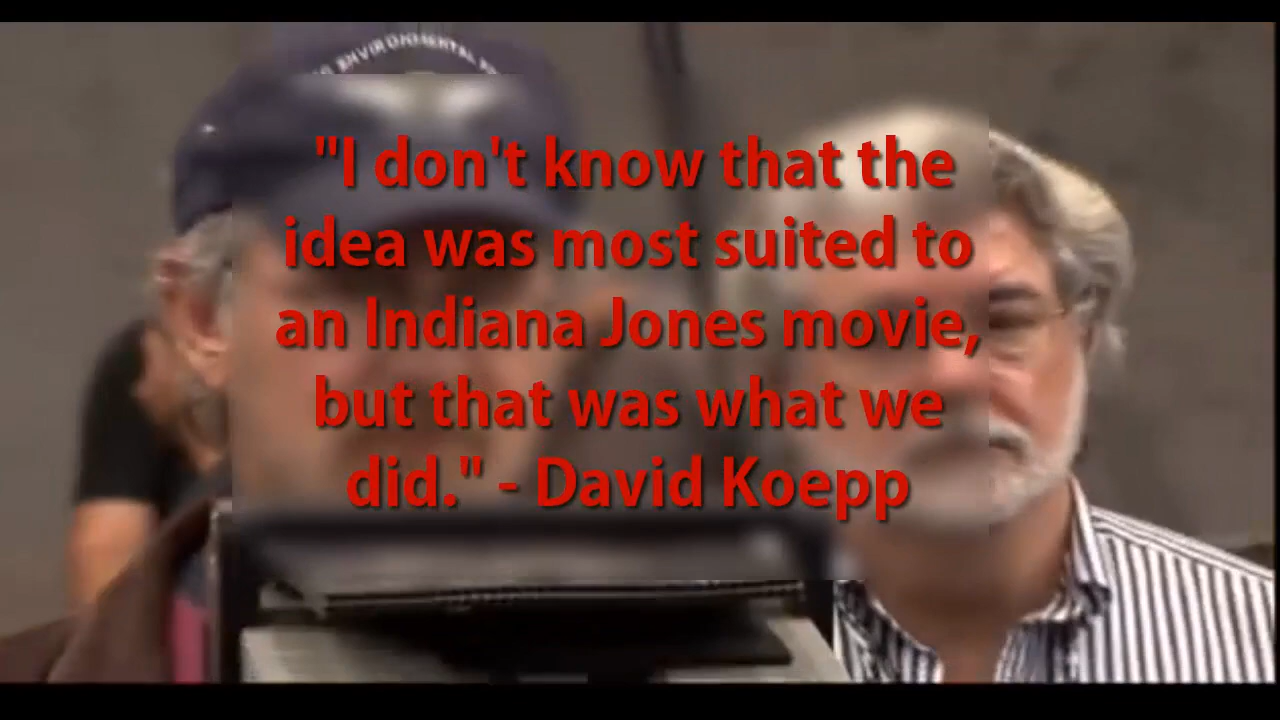 ENVIRONMENTAL
"I don't know that the
idea was most suited to
an Indiana Jones movie,
but that was what we
did." - David Koepp